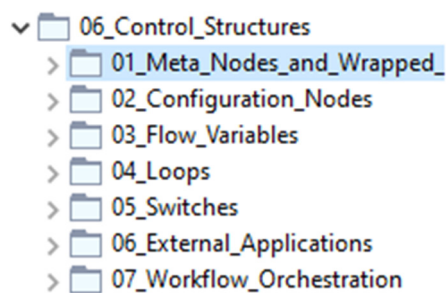 06_Control_Structures
01_Meta_Nodes_and_Wrapped_
02_Configuration_Nodes
03_Flow_Variables
04_Loops
05_Switches
06_External_Applications
07_Workflow_Orchestration